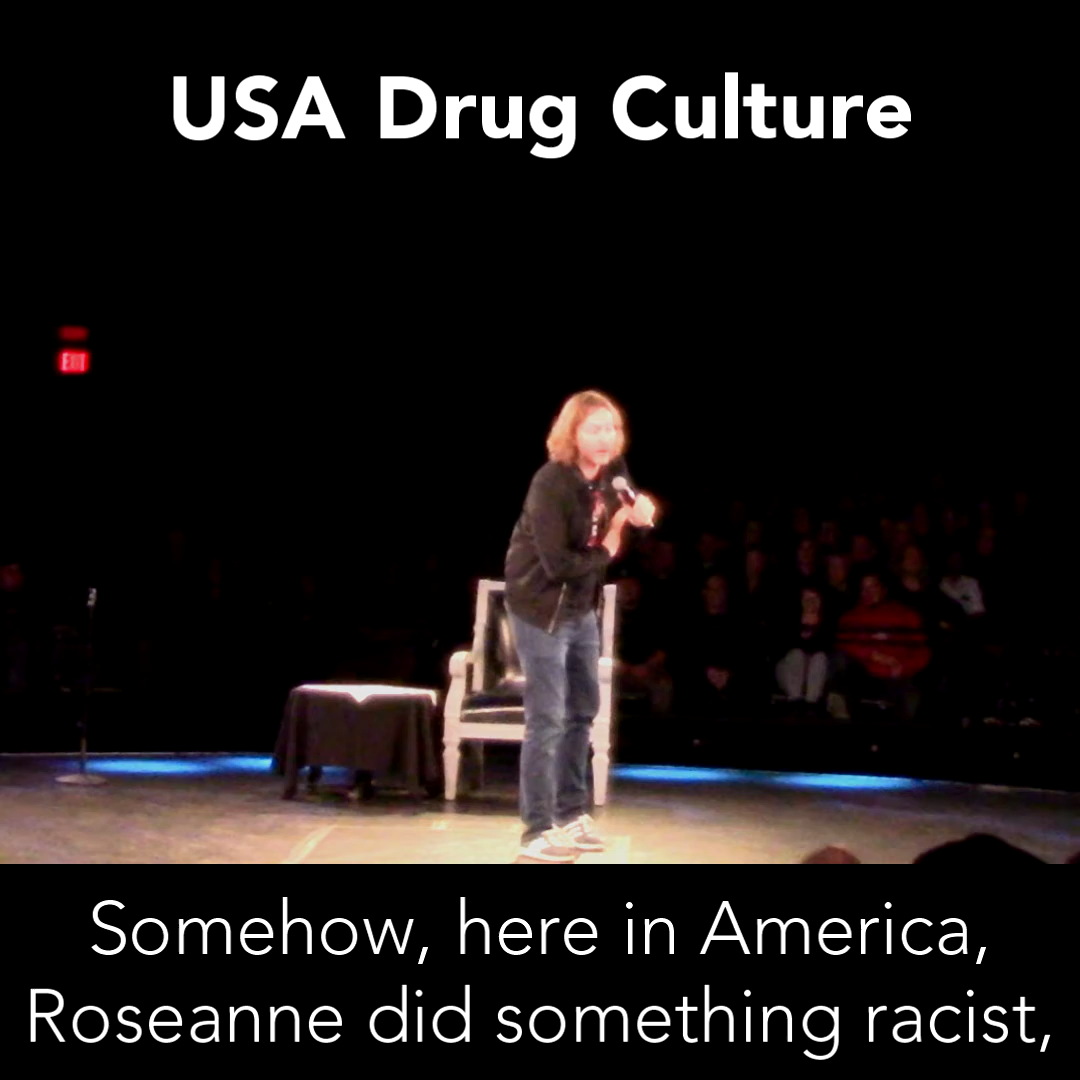 USA Drug Culture
EXIT
Somehow, here in America,
Roseanne did something racist,